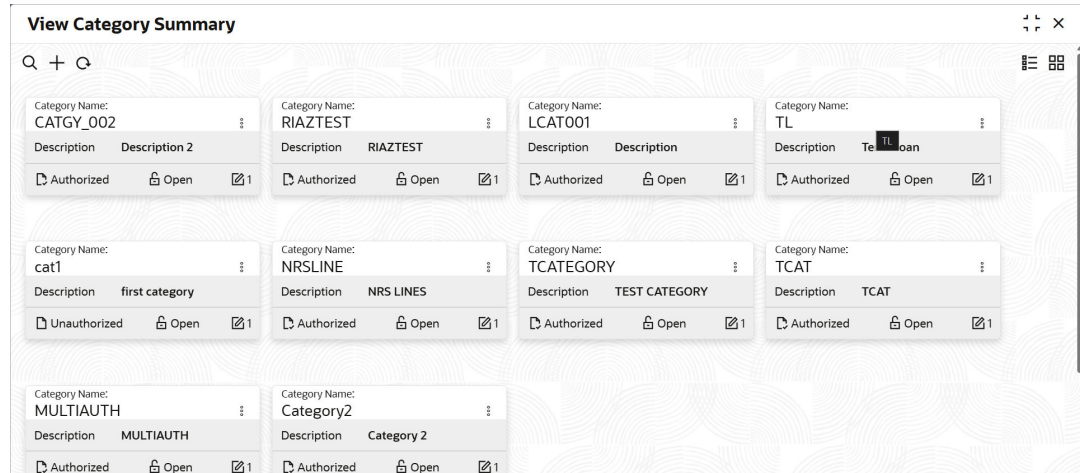 View Category Summary
Category Name:
CATGY_002
Description Description 2
Authorized Open 1
Category Name:
RIAZTEST
Description RIAZTEST
Authorized Open 1
Category Name:
LCAT001
Description Description
Authorized Open 1
Category Name:
TL
TL
Description
Authorized Open 1
Category Name:
cat1
Description first category
Unauthorized Open 1
Category Name:
NRSLINE
Description NRS LINES
Authorized Open 1
Category Name:
TCATEGORY
Description TEST CATEGORY
Authorized Open 1
Category Name:
TCAT
Description TCAT
Authorized Open 1
Category Name:
MULTIAUTH
Description MULTIAUTH
Authorized Open 1
Category Name:
Category2
Description Category 2
Authorized Open 1